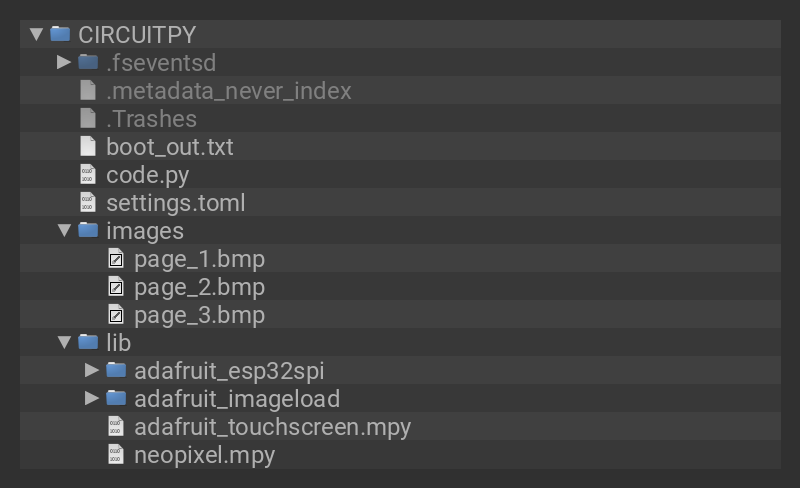 CIRCUITPY
.fseventsd
.metadata_never_index
.Trashes
boot_out.txt
code.py
settings.toml
images
page_1.bmp
page_2.bmp
page_3.bmp
lib
adafruit_esp32spi
adafruit_imageload
adafruit_touchscreen.mpy
neopixel.mpy